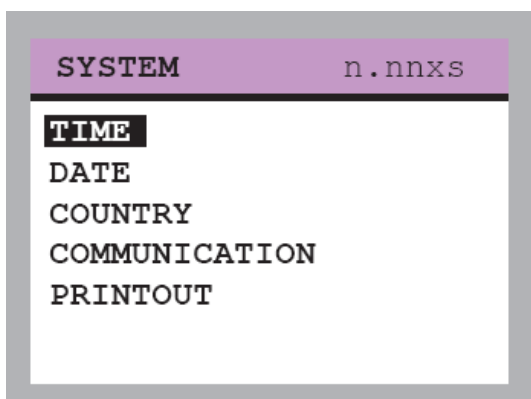 SYSTEM n.nnxs
TIME
DATE
COUNTRY
COMMUNICATION
PRINTOUT